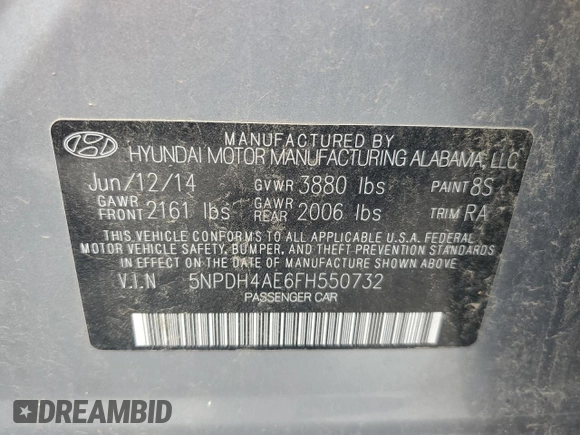 MANUFACTURED BY
HYUNDAI MOTOR MANUFACTURING ALABAMA, LLC
Jun/12/14 GVWR 3880 lbs PAINT 8S
GAWR FRONT 2161 lbs GAWR REAR 2006 lbs TRIM RA
THIS VEHICLE CONFORMS TO ALL APPLICABLE U.S.A. FEDERAL
MOTOR VEHICLE SAFETY, BUMPER, AND THEFT PREVENTION STANDARDS
IN EFFECT ON THE DATE OF MANUFACTURE SHOWN ABOVE.
V.I.N 5NPDH4AE6FH550732
PASSENGER CAR
DREAMBID